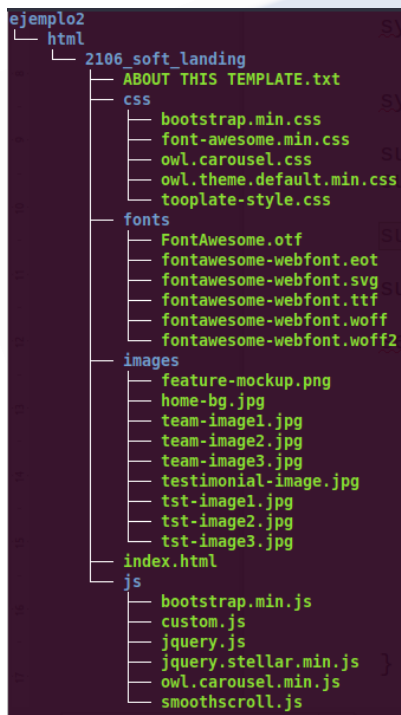 ejemplo2
└── html
    └── 2106_soft_landing
        ├── ABOUT THIS TEMPLATE.txt
        ├── css
        │   ├── bootstrap.min.css
        │   ├── font-awesome.min.css
        │   ├── owl.carousel.css
        │   ├── owl.theme.default.min.css
        │   └── tooplate-style.css
        ├── fonts
        │   ├── FontAwesome.otf
        │   ├── fontawesome-webfont.eot
        │   ├── fontawesome-webfont.svg
        │   ├── fontawesome-webfont.ttf
        │   ├── fontawesome-webfont.woff
        │   └── fontawesome-webfont.woff2
        ├── images
        │   ├── feature-mockup.png
        │   ├── home-bg.jpg
        │   ├── team-image1.jpg
        │   ├── team-image2.jpg
        │   ├── team-image3.jpg
        │   ├── testimonial-image.jpg
        │   ├── tst-image1.jpg
        │   ├── tst-image2.jpg
        │   └── tst-image3.jpg
        ├── index.html
        └── js
            ├── bootstrap.min.js
            ├── custom.js
            ├── jquery.js
            ├── jquery.stellar.min.js
            ├── owl.carousel.min.js
            └── smoothscroll.js